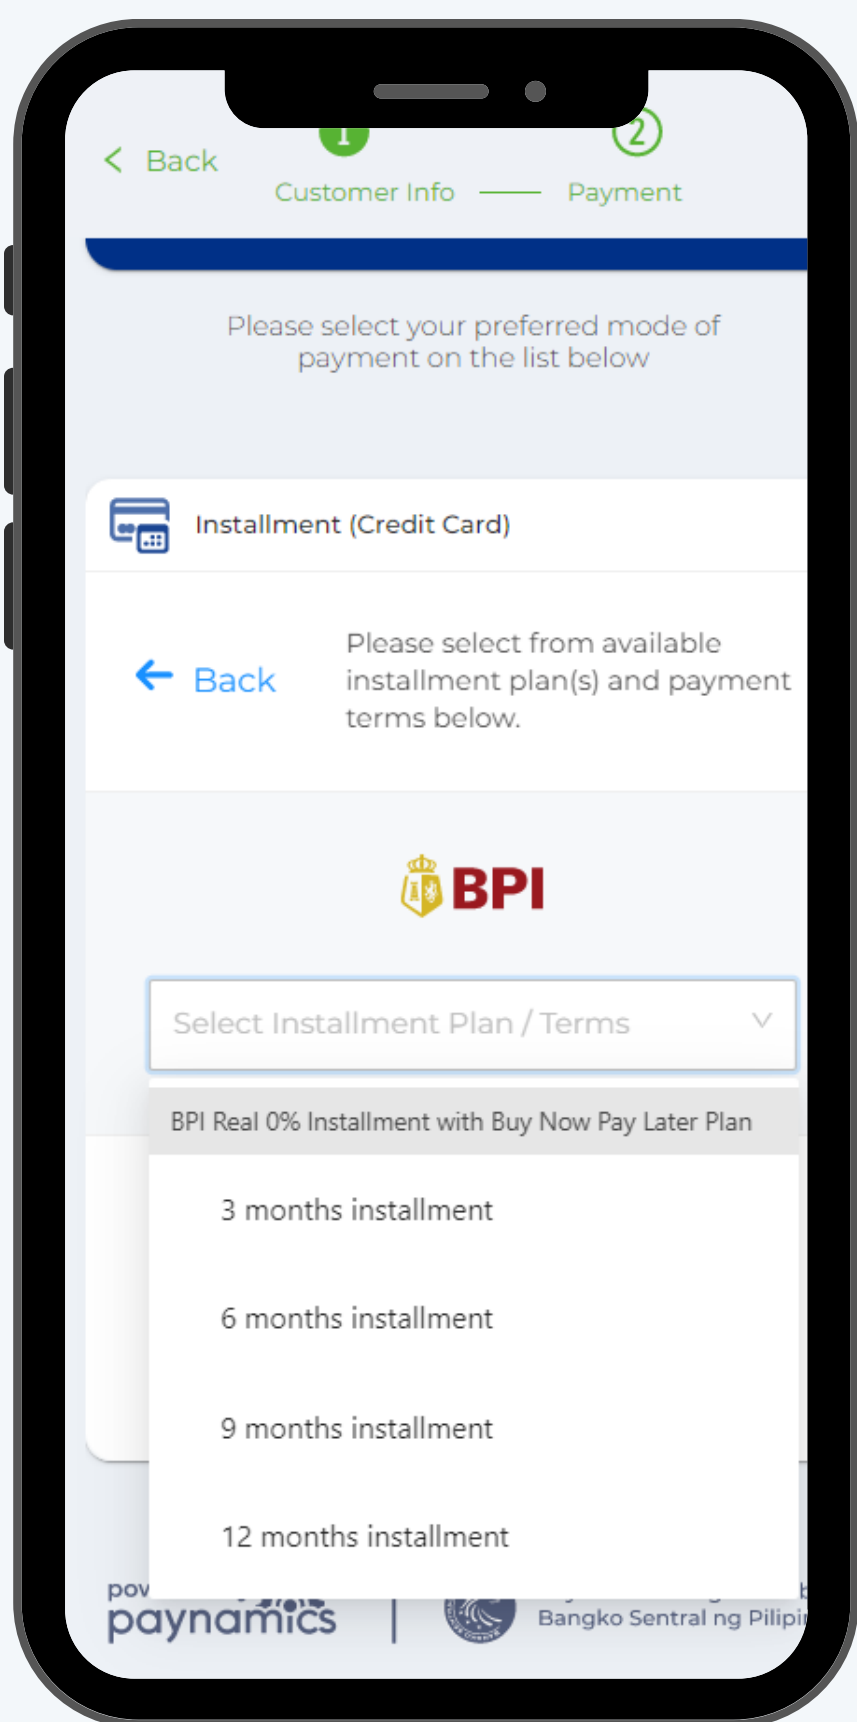 1
2
Back
Customer Info
Payment
Please select your preferred mode of
payment on the list below
Installment (Credit Card)
Back
Please select from available
installment plan(s) and payment
terms below.
BPI
Select Installment Plan / Terms
BPI Real 0% Installment with Buy Now Pay Later Plan
3 months installment
6 months installment
9 months installment
12 months installment
paynamics
Bangko Sentral ng